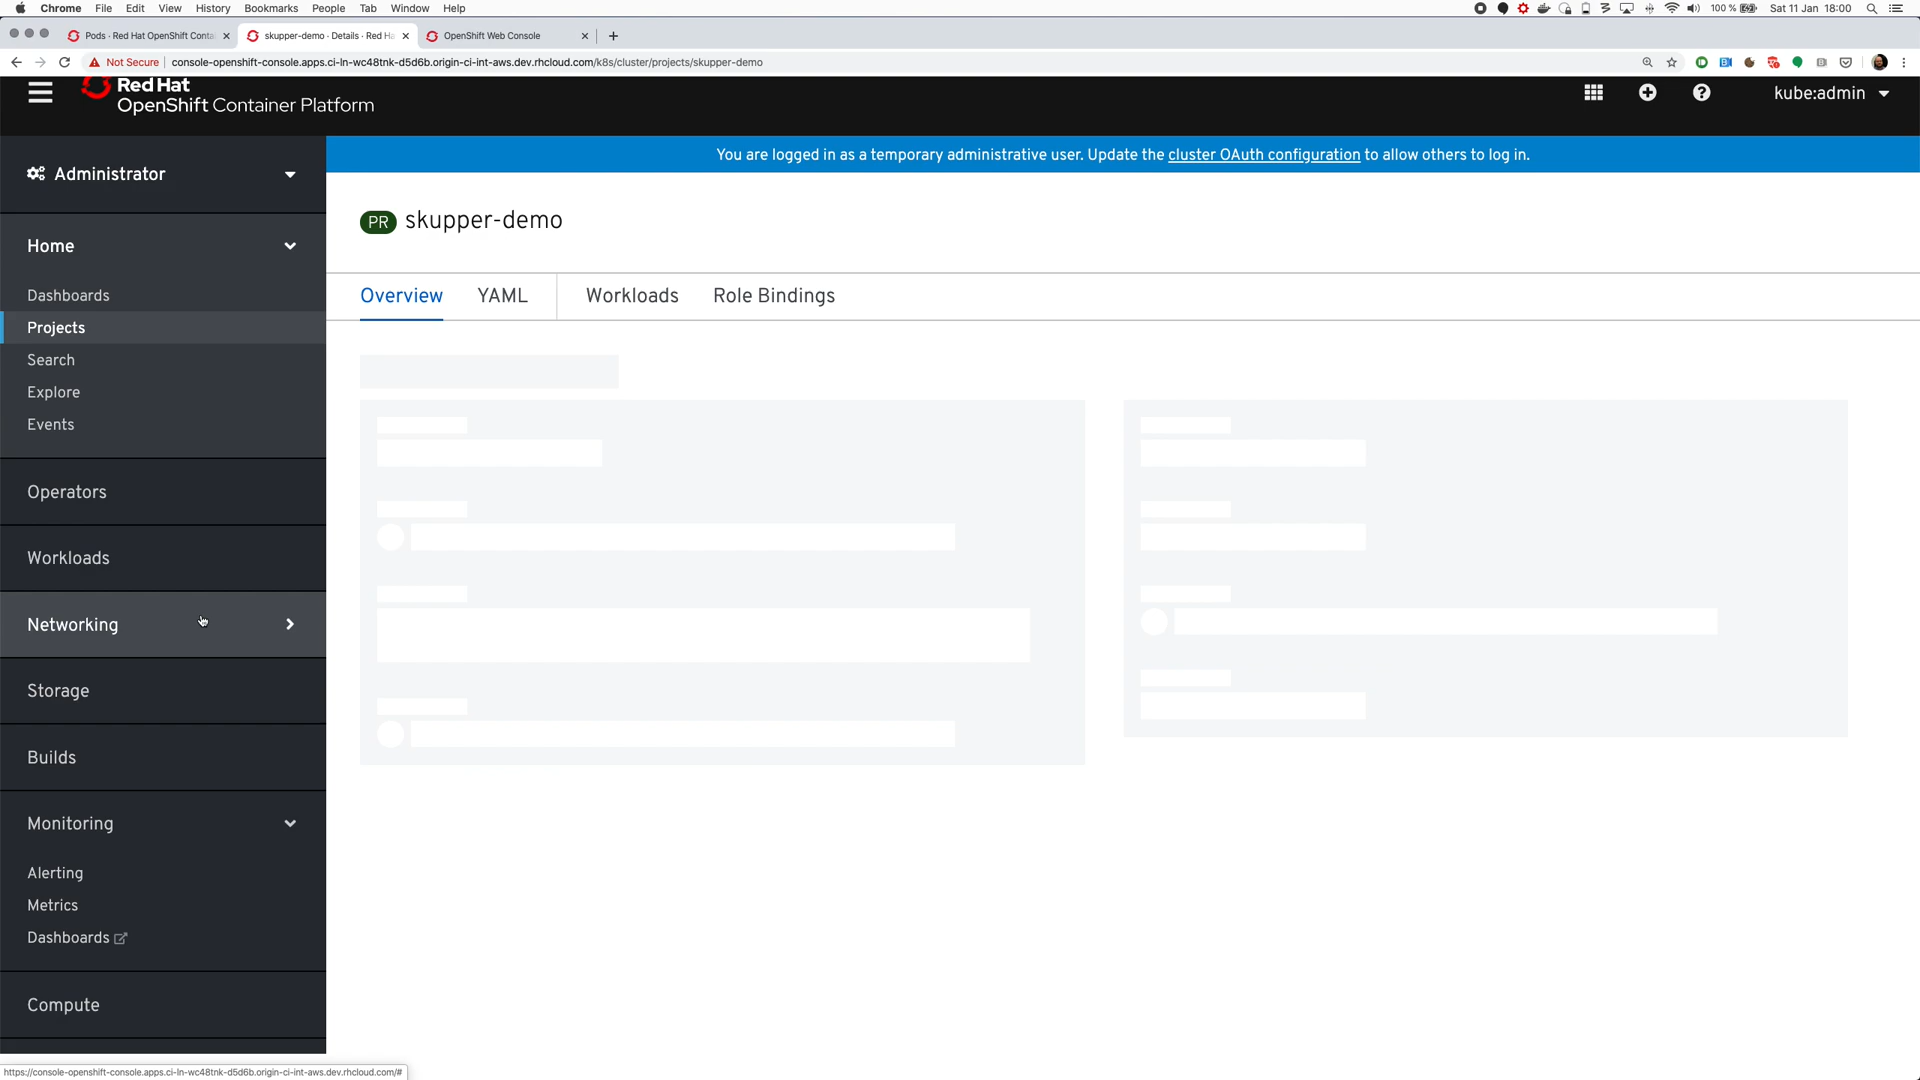 Chrome File Edit View History Bookmarks People Tab Window Help
100 % Sat 11 Jan 18:00
Pods · Red Hat OpenShift Conta
skupper-demo · Details · Red Ha
OpenShift Web Console
Not Secure | console-openshift-console.apps.ci-ln-wc48tnk-d5d6b.origin-ci-int-aws.dev.rhcloud.com/k8s/cluster/projects/skupper-demo
Red Hat
OpenShift Container Platform
kube:admin
Administrator
You are logged in as a temporary administrative user. Update the cluster OAuth configuration to allow others to log in.
PR skupper-demo
Home
Overview YAML Workloads Role Bindings
Dashboards
Projects
Search
Explore
Events
Operators
Workloads
Networking
Storage
Builds
Monitoring
Alerting
Metrics
Dashboards
Compute
https://console-openshift-console.apps.ci-ln-wc48tnk-d5d6b.origin-ci-int-aws.dev.rhcloud.com/#